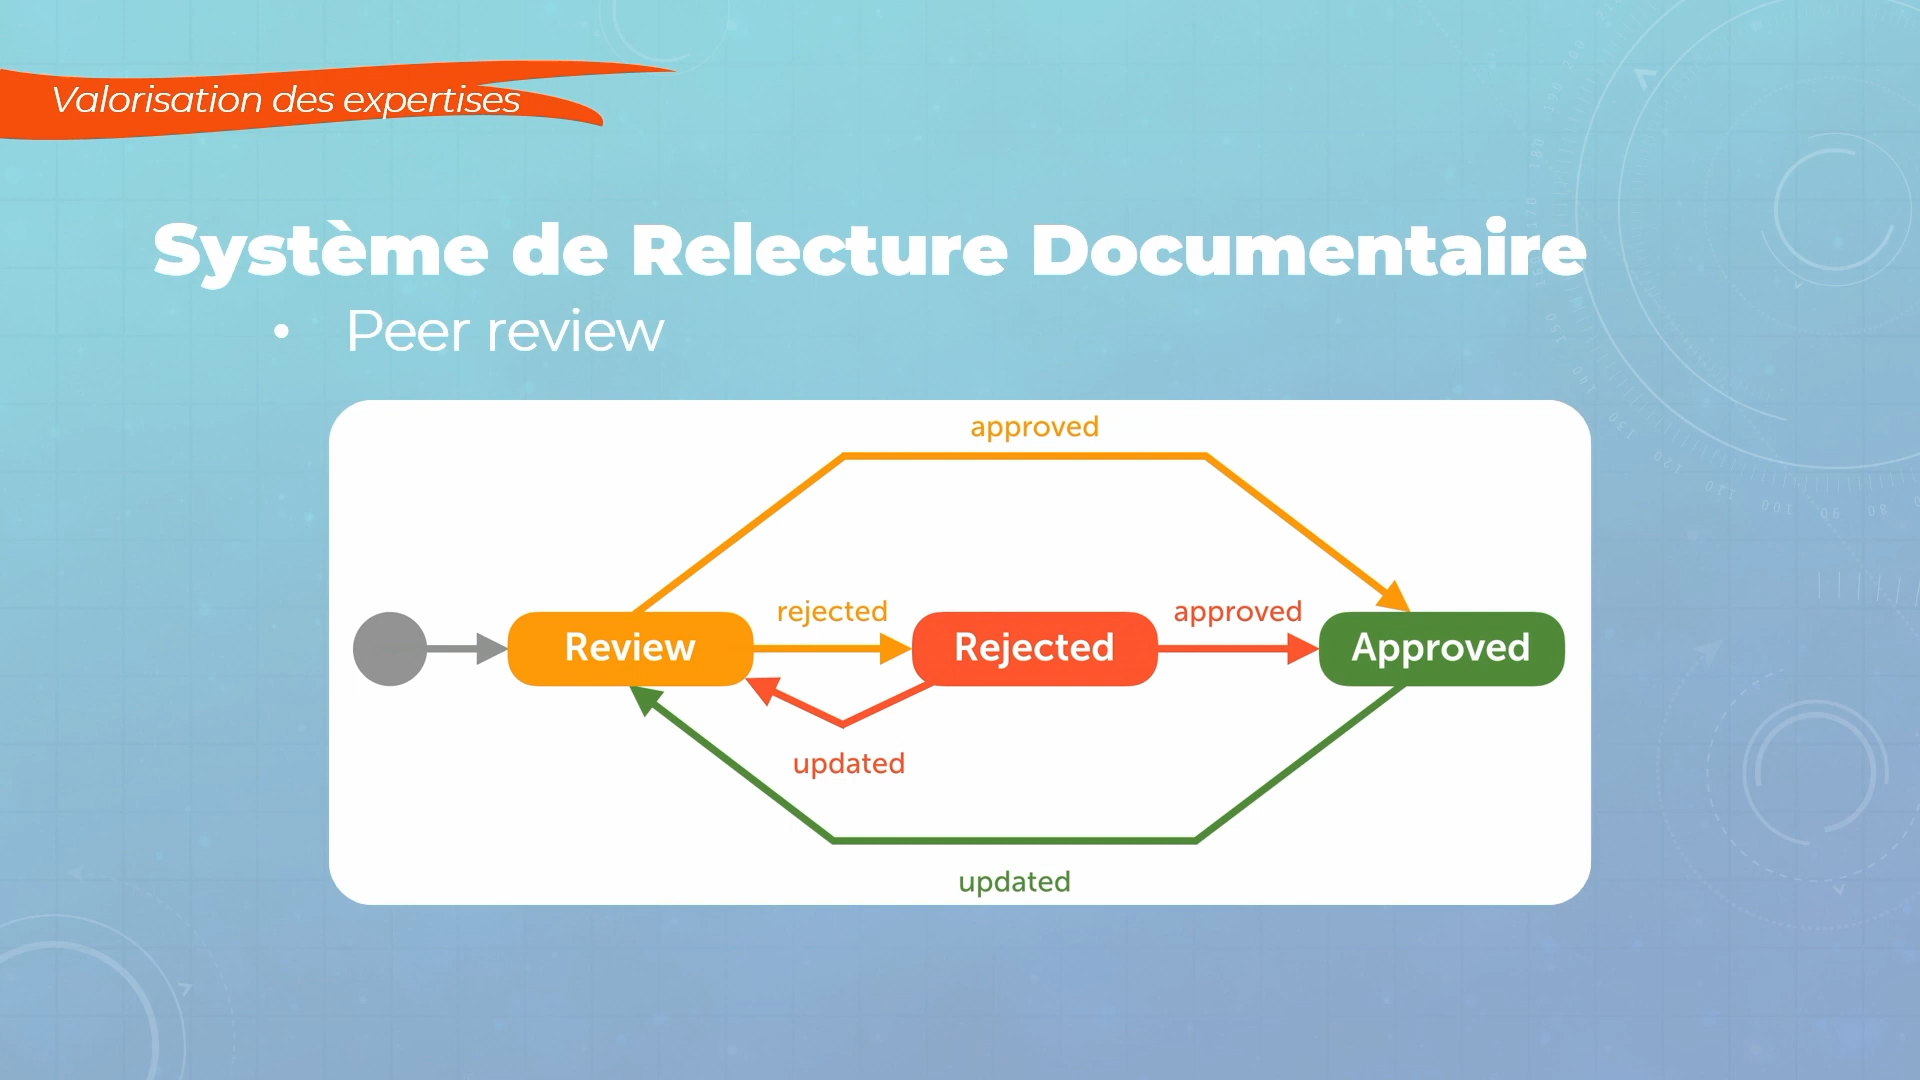 Valorisation des expertises
Système de Relecture Documentaire
• Peer review
approved
rejected
approved
Review
Rejected
Approved
updated
updated